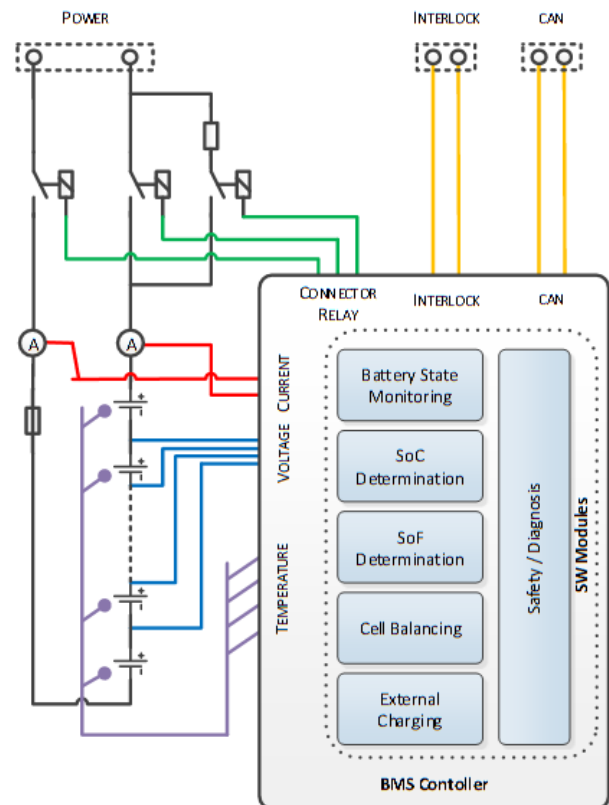 POWER
INTERLOCK
CAN
CONNECTOR
RELAY
INTERLOCK
CAN
A
A
CURRENT
VOLTAGE
TEMPERATURE
Battery State
Monitoring
SoC
Determination
SoF
Determination
Cell Balancing
External
Charging
Safety / Diagnosis
SW Modules
BMS Contoller